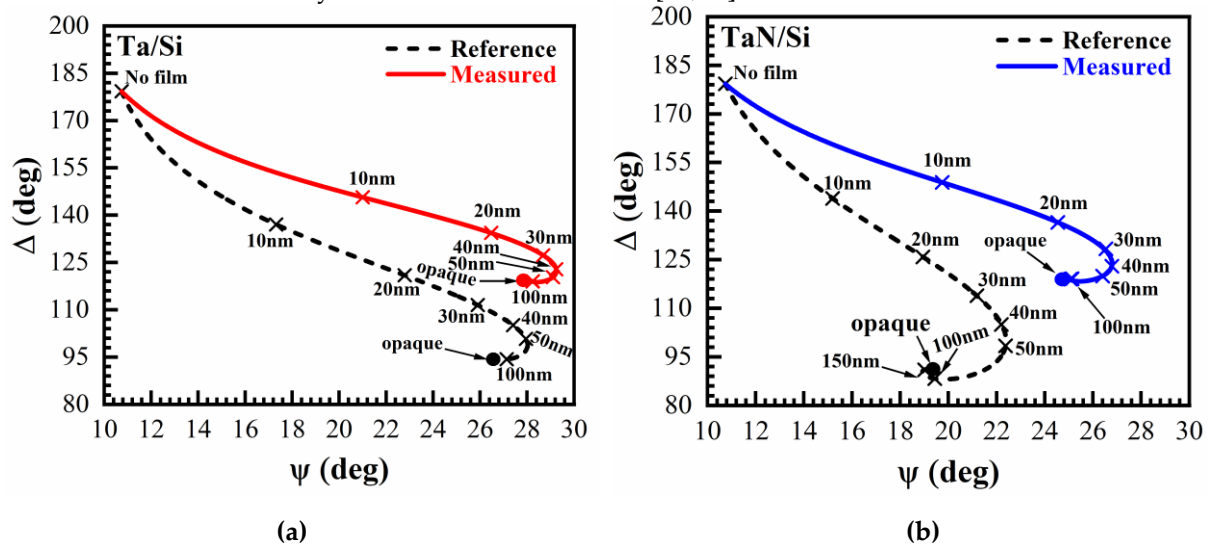 Ta/Si
Reference
Measured
No film
10nm
20nm
30nm
40nm
50nm
opaque
100nm
10nm
20nm
30nm
40nm
50nm
opaque
100nm
200
185
170
155
140
125
110
95
80
Δ (deg)
10 12 14 16 18 20 22 24 26 28 30
ψ (deg)
(a)
TaN/Si
Reference
Measured
No film
10nm
20nm
opaque
30nm
40nm
50nm
100nm
10nm
20nm
30nm
40nm
50nm
opaque
100nm
150nm
200
185
170
155
140
125
110
95
80
Δ ((deg)
10 12 14 16 18 20 22 24 26 28 30
ψ (deg)
(b)